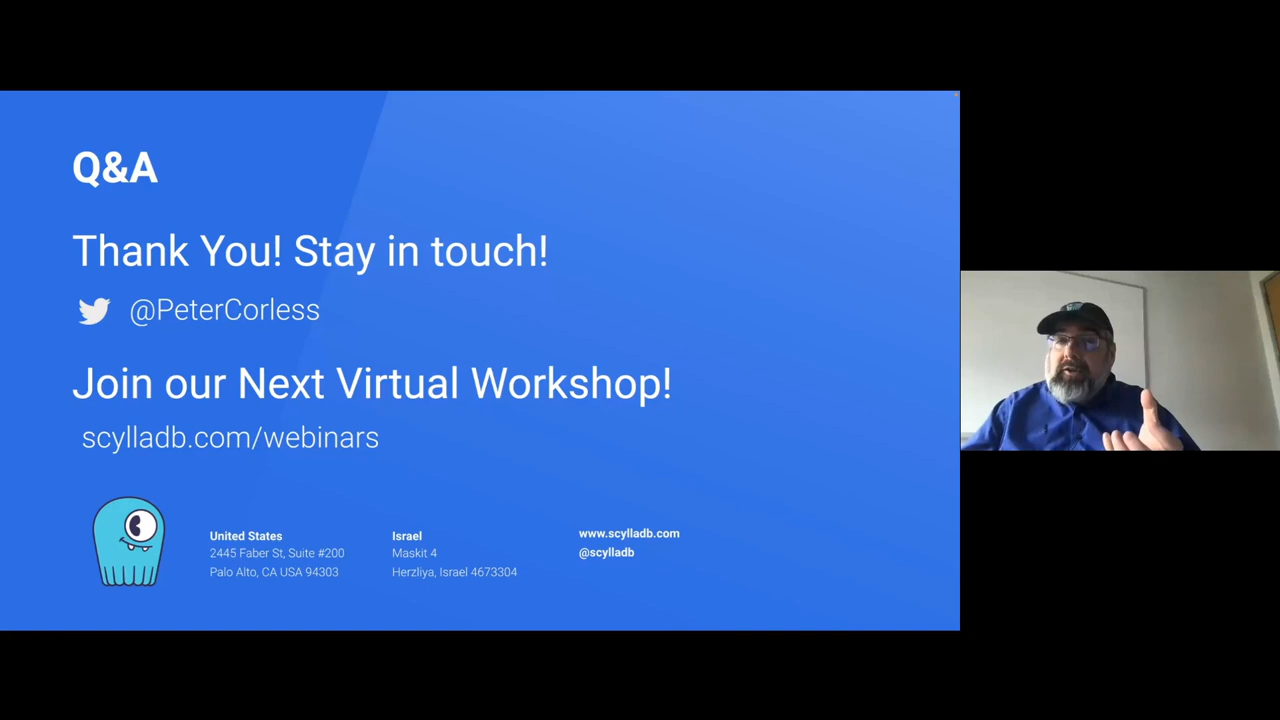 Q&A
Thank You! Stay in touch!
@PeterCorless
Join our Next Virtual Workshop!
scylladb.com/webinars
United States
2445 Faber St, Suite #200
Palo Alto, CA USA 94303
Israel
Maskit 4
Herzliya, Israel 4673304
www.scylladb.com
@scylladb